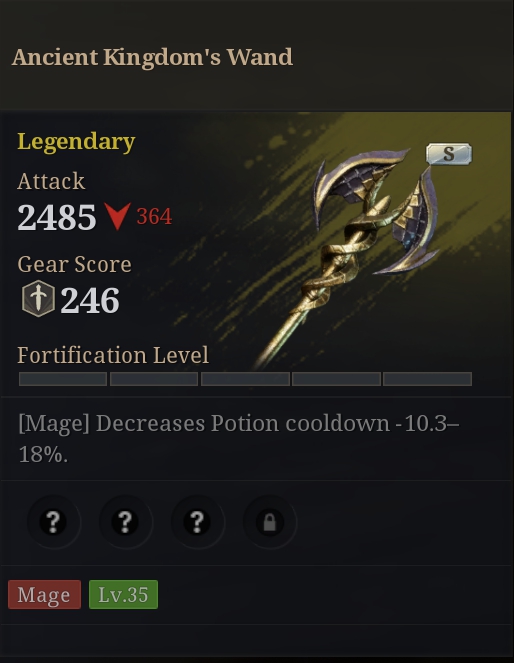 Ancient Kingdom's Wand
Legendary
S
Attack
2485 364
Gear Score
246
Fortification Level
[Mage] Decreases Potion cooldown -10.3–
18%.
? ? ?
Mage Lv.35